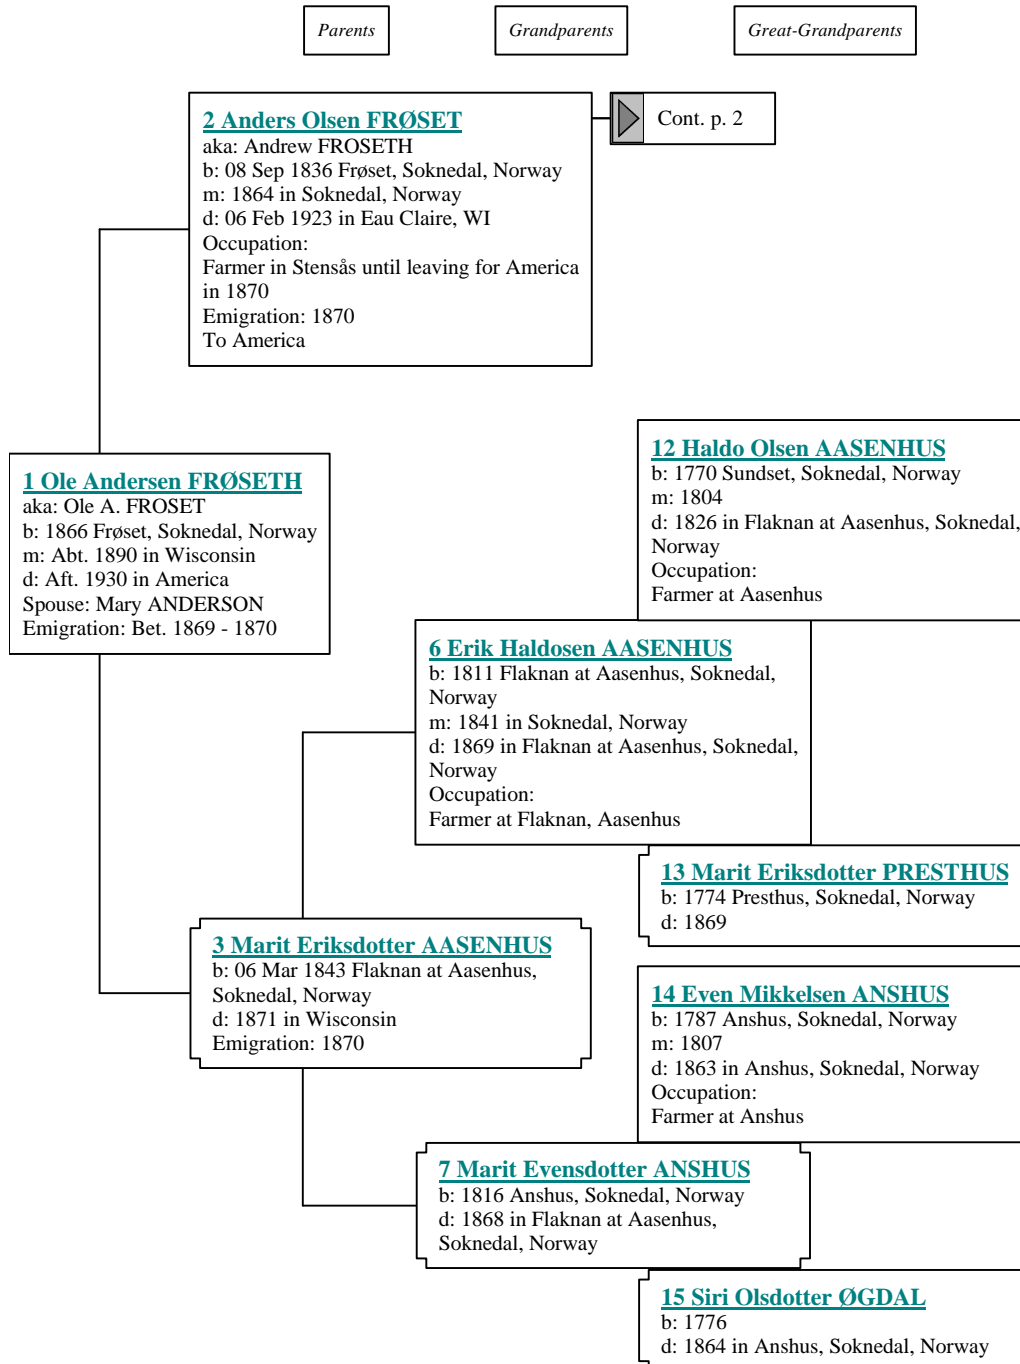 Parents
Grandparents
Great-Grandparents
2 Anders Olsen FRØSET
aka: Andrew FROSETH
b: 08 Sep 1836 Frøset, Soknedal, Norway
m: 1864 in Soknedal, Norway
d: 06 Feb 1923 in Eau Claire, WI
Occupation:
Farmer in Stensås until leaving for America
in 1870
Emigration: 1870
To America
Cont. p. 2
12 Haldo Olsen AASENHUS
b: 1770 Sundset, Soknedal, Norway
m: 1804
d: 1826 in Flaknan at Aasenhus, Soknedal,
Norway
Occupation:
Farmer at Aasenhus
1 Ole Andersen FRØSETH
aka: Ole A. FROSET
b: 1866 Frøset, Soknedal, Norway
m: Abt. 1890 in Wisconsin
d: Aft. 1930 in America
Spouse: Mary ANDERSON
Emigration: Bet. 1869 - 1870
6 Erik Haldosen AASENHUS
b: 1811 Flaknan at Aasenhus, Soknedal,
Norway
m: 1841 in Soknedal, Norway
d: 1869 in Flaknan at Aasenhus, Soknedal,
Norway
Occupation:
Farmer at Flaknan, Aasenhus
13 Marit Eriksdotter PRESTHUS
b: 1774 Presthus, Soknedal, Norway
d: 1869
3 Marit Eriksdotter AASENHUS
b: 06 Mar 1843 Flaknan at Aasenhus,
Soknedal, Norway
d: 1871 in Wisconsin
Emigration: 1870
14 Even Mikkelsen ANSHUS
b: 1787 Anshus, Soknedal, Norway
m: 1807
d: 1863 in Anshus, Soknedal, Norway
Occupation:
Farmer at Anshus
7 Marit Evensdotter ANSHUS
b: 1816 Anshus, Soknedal, Norway
d: 1868 in Flaknan at Aasenhus,
Soknedal, Norway
15 Siri Olsdotter ØGDAL
b: 1776
d: 1864 in Anshus, Soknedal, Norway